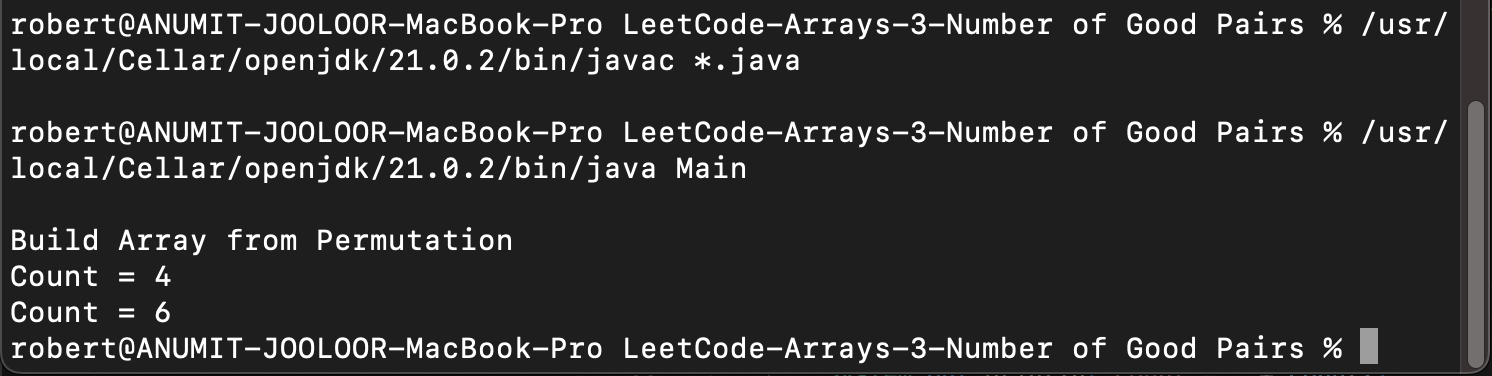 robert@ANUMIT-JOOLOOR-MacBook-Pro LeetCode-Arrays-3-Number of Good Pairs % /usr/
local/Cellar/openjdk/21.0.2/bin/javac *.java
robert@ANUMIT-JOOLOOR-MacBook-Pro LeetCode-Arrays-3-Number of Good Pairs % /usr/
local/Cellar/openjdk/21.0.2/bin/java Main
Build Array from Permutation
Count = 4
Count = 6
robert@ANUMIT-JOOLOOR-MacBook-Pro LeetCode-Arrays-3-Number of Good Pairs %